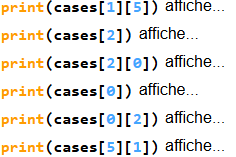 print(cases[1][5]) affiche...
print(cases[2]) affiche...
print(cases[2][0]) affiche...
print(cases[0]) affiche...
print(cases[0][2]) affiche...
print(cases[5][1]) affiche...